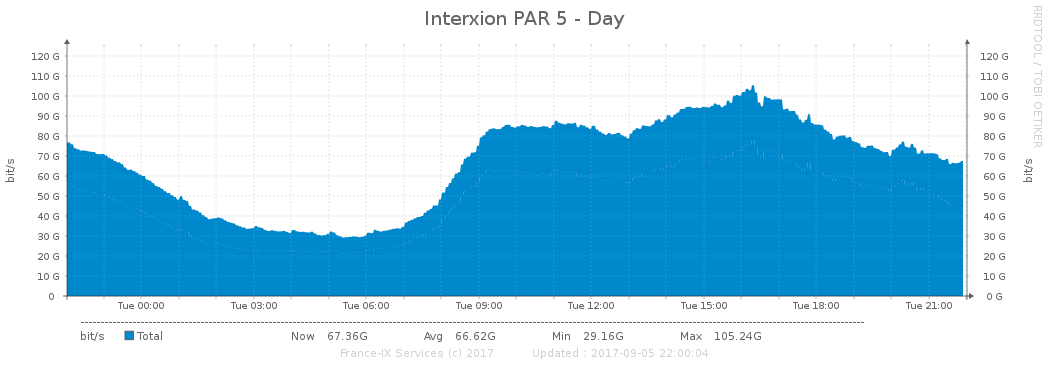 Interxion PAR 5 - Day
RRDTOOL / TOBI OETIKER
120 G 120 G
110 G 110 G
100 G 100 G
90 G 90 G
80 G 80 G
70 G 70 G
60 G 60 G
50 G 50 G
40 G 40 G
30 G 30 G
20 G 20 G
10 G 10 G
0 0 G
bit/s
bit/s
Tue 00:00 Tue 03:00 Tue 06:00 Tue 09:00 Tue 12:00 Tue 15:00 Tue 18:00 Tue 21:00
bit/s Total Now 67.36G Avg 66.62G Min 29.16G Max 105.24G
France-IX Services (c) 2017 Updated : 2017-09-05 22:00:04